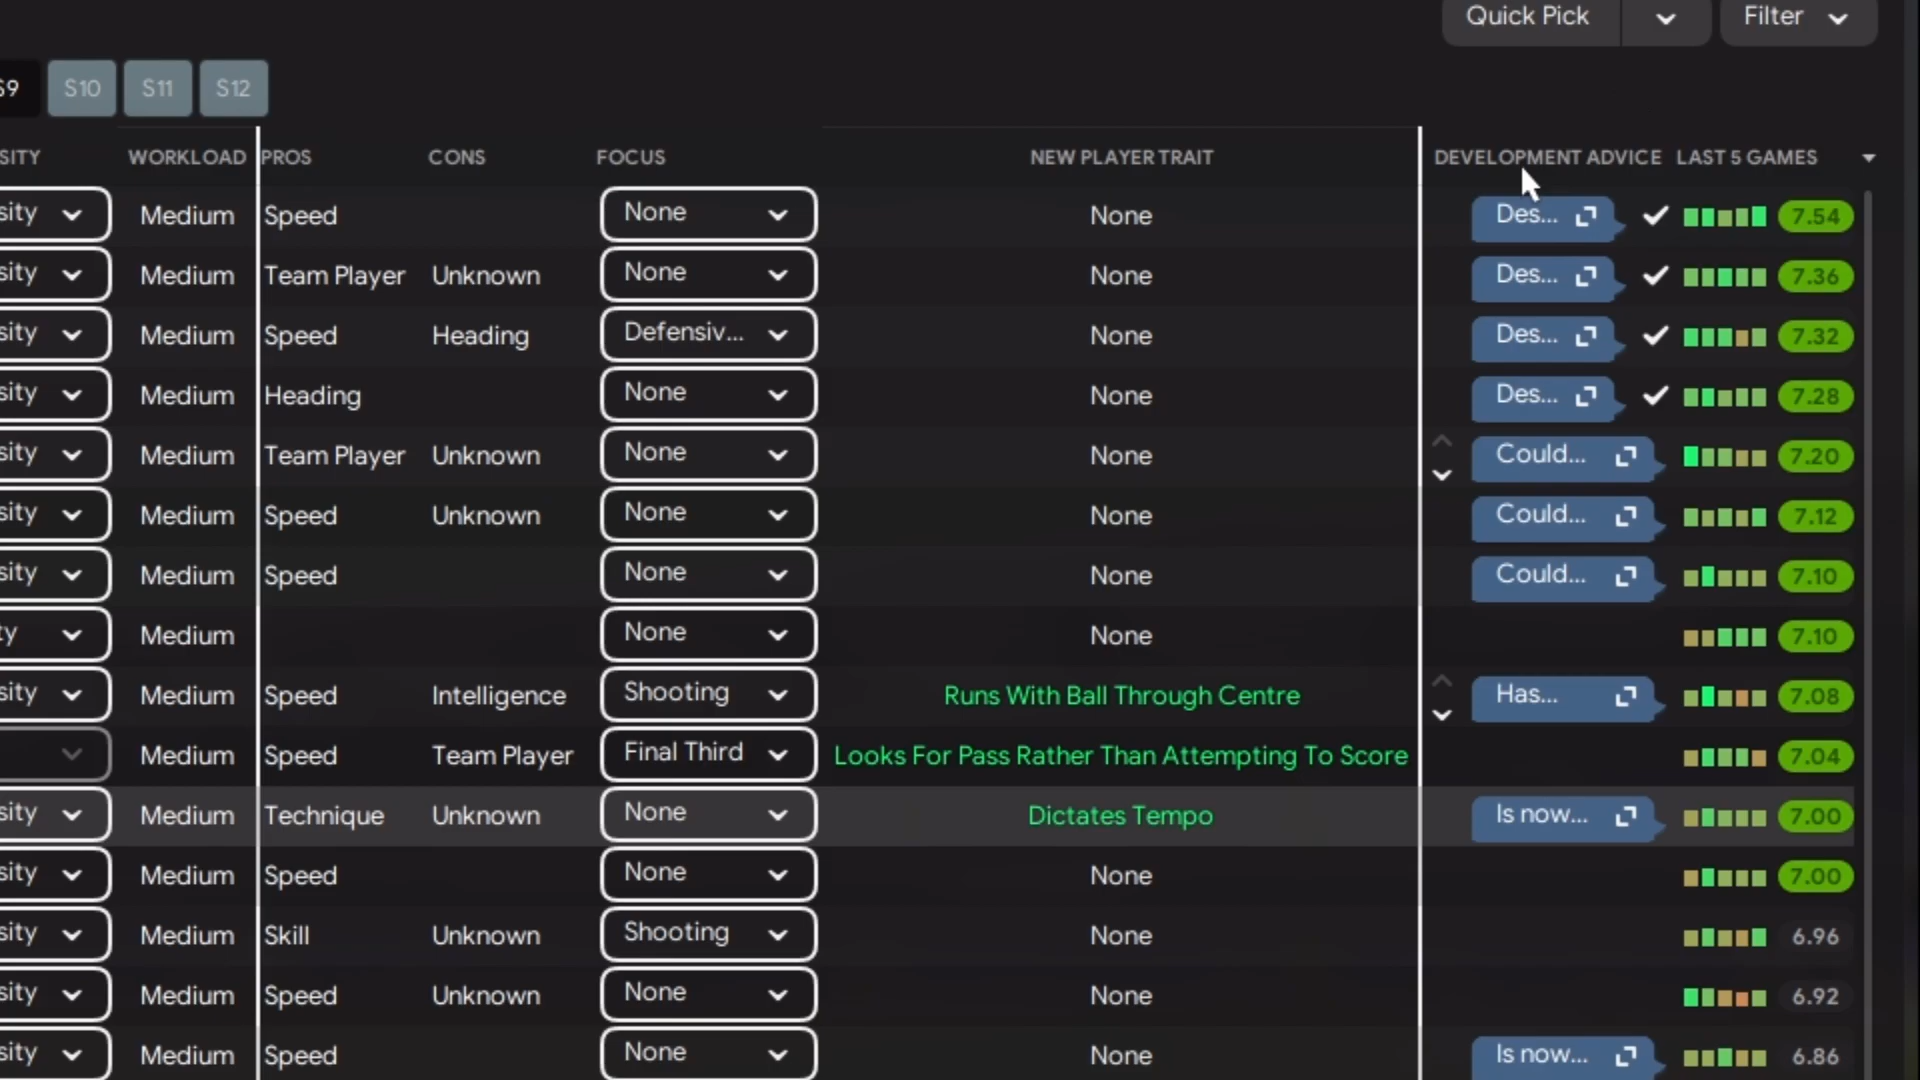 Quick Pick Filter
S9 S10 S11 S12
SITY WORKLOAD PROS CONS FOCUS NEW PLAYER TRAIT DEVELOPMENT ADVICE LAST 5 GAMES
sity Medium Speed None None Des... 7.54
sity Medium Team Player Unknown None None Des... 7.36
sity Medium Speed Heading Defensiv... None Des... 7.32
sity Medium Heading None None Des... 7.28
sity Medium Team Player Unknown None None Could... 7.20
sity Medium Speed Unknown None None Could... 7.12
sity Medium Speed None None Could... 7.10
ty Medium None None 7.10
sity Medium Speed Intelligence Shooting Runs With Ball Through Centre Has... 7.08
Medium Speed Team Player Final Third Looks For Pass Rather Than Attempting To Score 7.04
sity Medium Technique Unknown None Dictates Tempo Is now... 7.00
sity Medium Speed None None 7.00
sity Medium Skill Unknown Shooting None 6.96
sity Medium Speed Unknown None None 6.92
sity Medium Speed None None Is now... 6.86